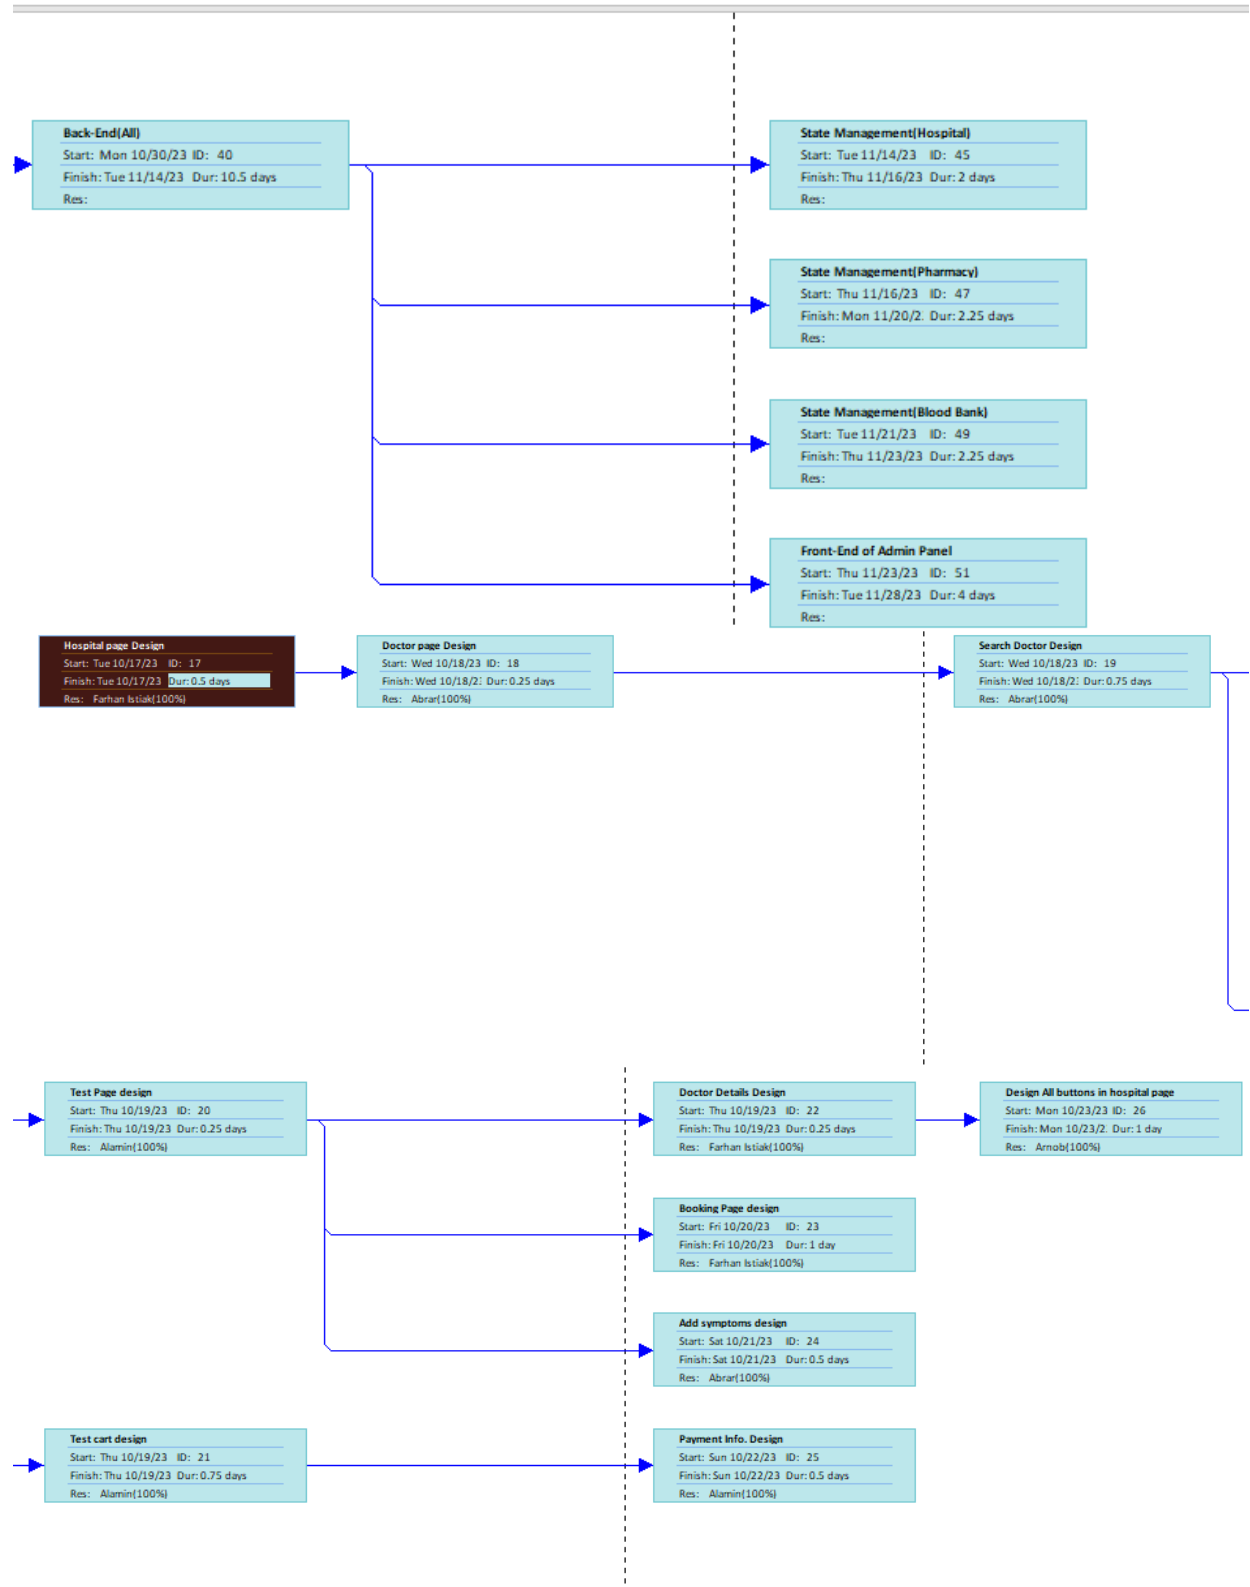 Back-End(All)
Start: Mon 10/30/23 ID: 40
Finish: Tue 11/14/23 Dur: 10.5 days
Res:
State Management(Hospital)
Start: Tue 11/14/23 ID: 45
Finish: Thu 11/16/23 Dur: 2 days
Res:
State Management(Pharmacy)
Start: Thu 11/16/23 ID: 47
Finish: Mon 11/20/2. Dur: 2.25 days
Res:
State Management(Blood Bank)
Start: Tue 11/21/23 ID: 49
Finish: Thu 11/23/23 Dur: 2.25 days
Res:
Front-End of Admin Panel
Start: Thu 11/23/23 ID: 51
Finish: Tue 11/28/23 Dur: 4 days
Res:
Hospital page Design
Start: Tue 10/17/23 ID: 17
Finish: Tue 10/17/23 Dur: 0.5 days
Res: Farhan Istiak(100%)
Doctor page Design
Start: Wed 10/18/23 ID: 18
Finish: Wed 10/18/2: Dur: 0.25 days
Res: Abrar(100%)
Search Doctor Design
Start: Wed 10/18/23 ID: 19
Finish: Wed 10/18/2: Dur: 0.75 days
Res: Abrar(100%)
Test Page design
Start: Thu 10/19/23 ID: 20
Finish: Thu 10/19/23 Dur: 0.25 days
Res: Alamin(100%)
Doctor Details Design
Start: Thu 10/19/23 ID: 22
Finish: Thu 10/19/23 Dur: 0.25 days
Res: Farhan Istiak(100%)
Design All buttons in hospital page
Start: Mon 10/23/23 ID: 26
Finish: Mon 10/23/2. Dur: 1 day
Res: Arnob(100%)
Booking Page design
Start: Fri 10/20/23 ID: 23
Finish: Fri 10/20/23 Dur: 1 day
Res: Farhan Istiak(100%)
Add symptoms design
Start: Sat 10/21/23 ID: 24
Finish: Sat 10/21/23 Dur: 0.5 days
Res: Abrar(100%)
Test cart design
Start: Thu 10/19/23 ID: 21
Finish: Thu 10/19/23 Dur: 0.75 days
Res: Alamin(100%)
Payment Info. Design
Start: Sun 10/22/23 ID: 25
Finish: Sun 10/22/23 Dur: 0.5 days
Res: Alamin(100%)